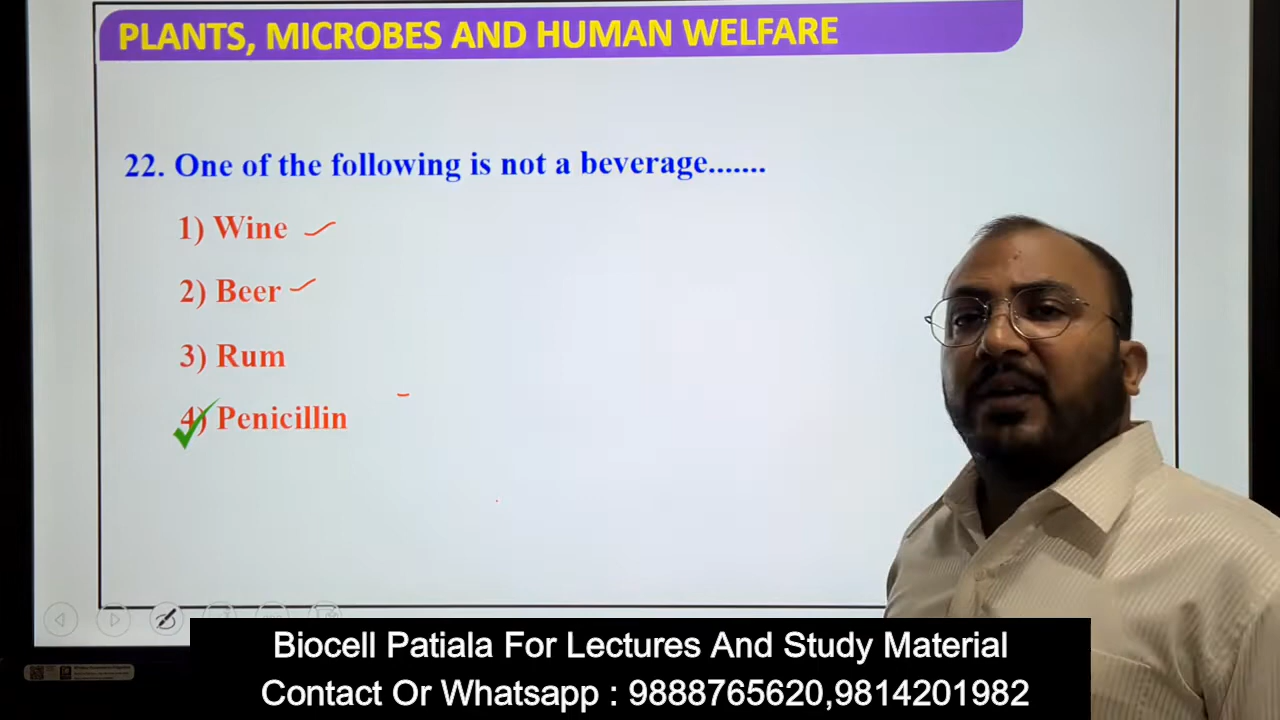 PLANTS, MICROBES AND HUMAN WELFARE
22. One of the following is not a beverage.......
1) Wine
2) Beer
3) Rum
4) Penicillin
Biocell Patiala For Lectures And Study Material
Contact Or Whatsapp : 9888765620,9814201982